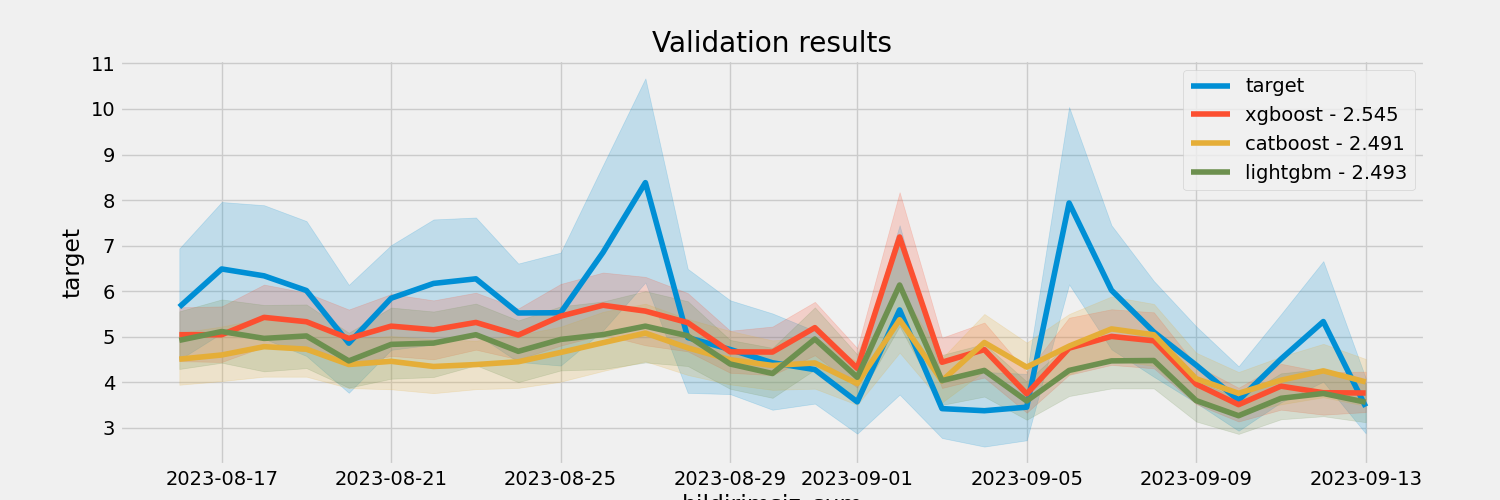 Validation results
target
11
10
9
8
7
6
5
4
3
target
xgboost - 2.545
catboost - 2.491
lightgbm - 2.493
2023-08-17 2023-08-21 2023-08-25 2023-08-29 2023-09-01 2023-09-05 2023-09-09 2023-09-13